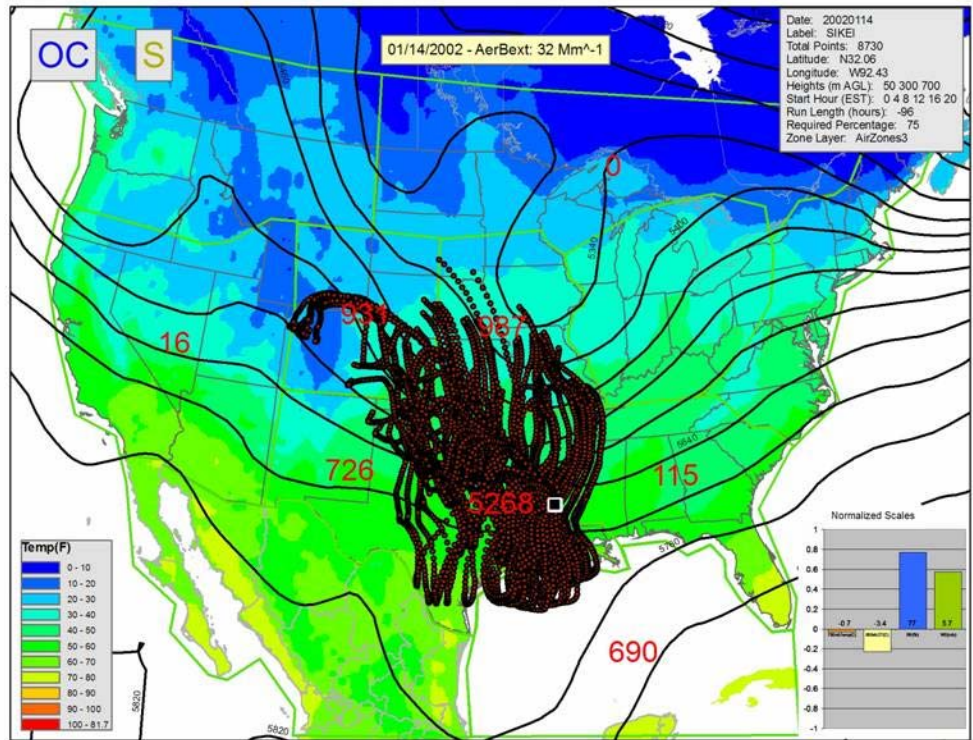 OC
S
01/14/2002 - AerBext: 32 Mm^-1
Date: 20020114
Label: SIKEI
Total Points: 8730
Latitude: N32.06
Longitude: W92.43
Heights (m AGL): 50 300 700
Start Hour (EST): 0 4 8 12 16 20
Run Length (hours): -96
Required Percentage: 75
Zone Layer: AirZones3
0
5400
5340
931
987
16
5640
726
115
5268
5760
690
5820
5820
Temp(F)
0 - 10
10 - 20
20 - 30
30 - 40
40 - 50
50 - 60
60 - 70
70 - 80
80 - 90
90 - 100
100 - 81.7
Normalized Scales
1
0.8
0.6
0.4
0.2
0
-0.2
-0.4
-0.6
-0.8
-1
-0.7
-3.4
77
5.7